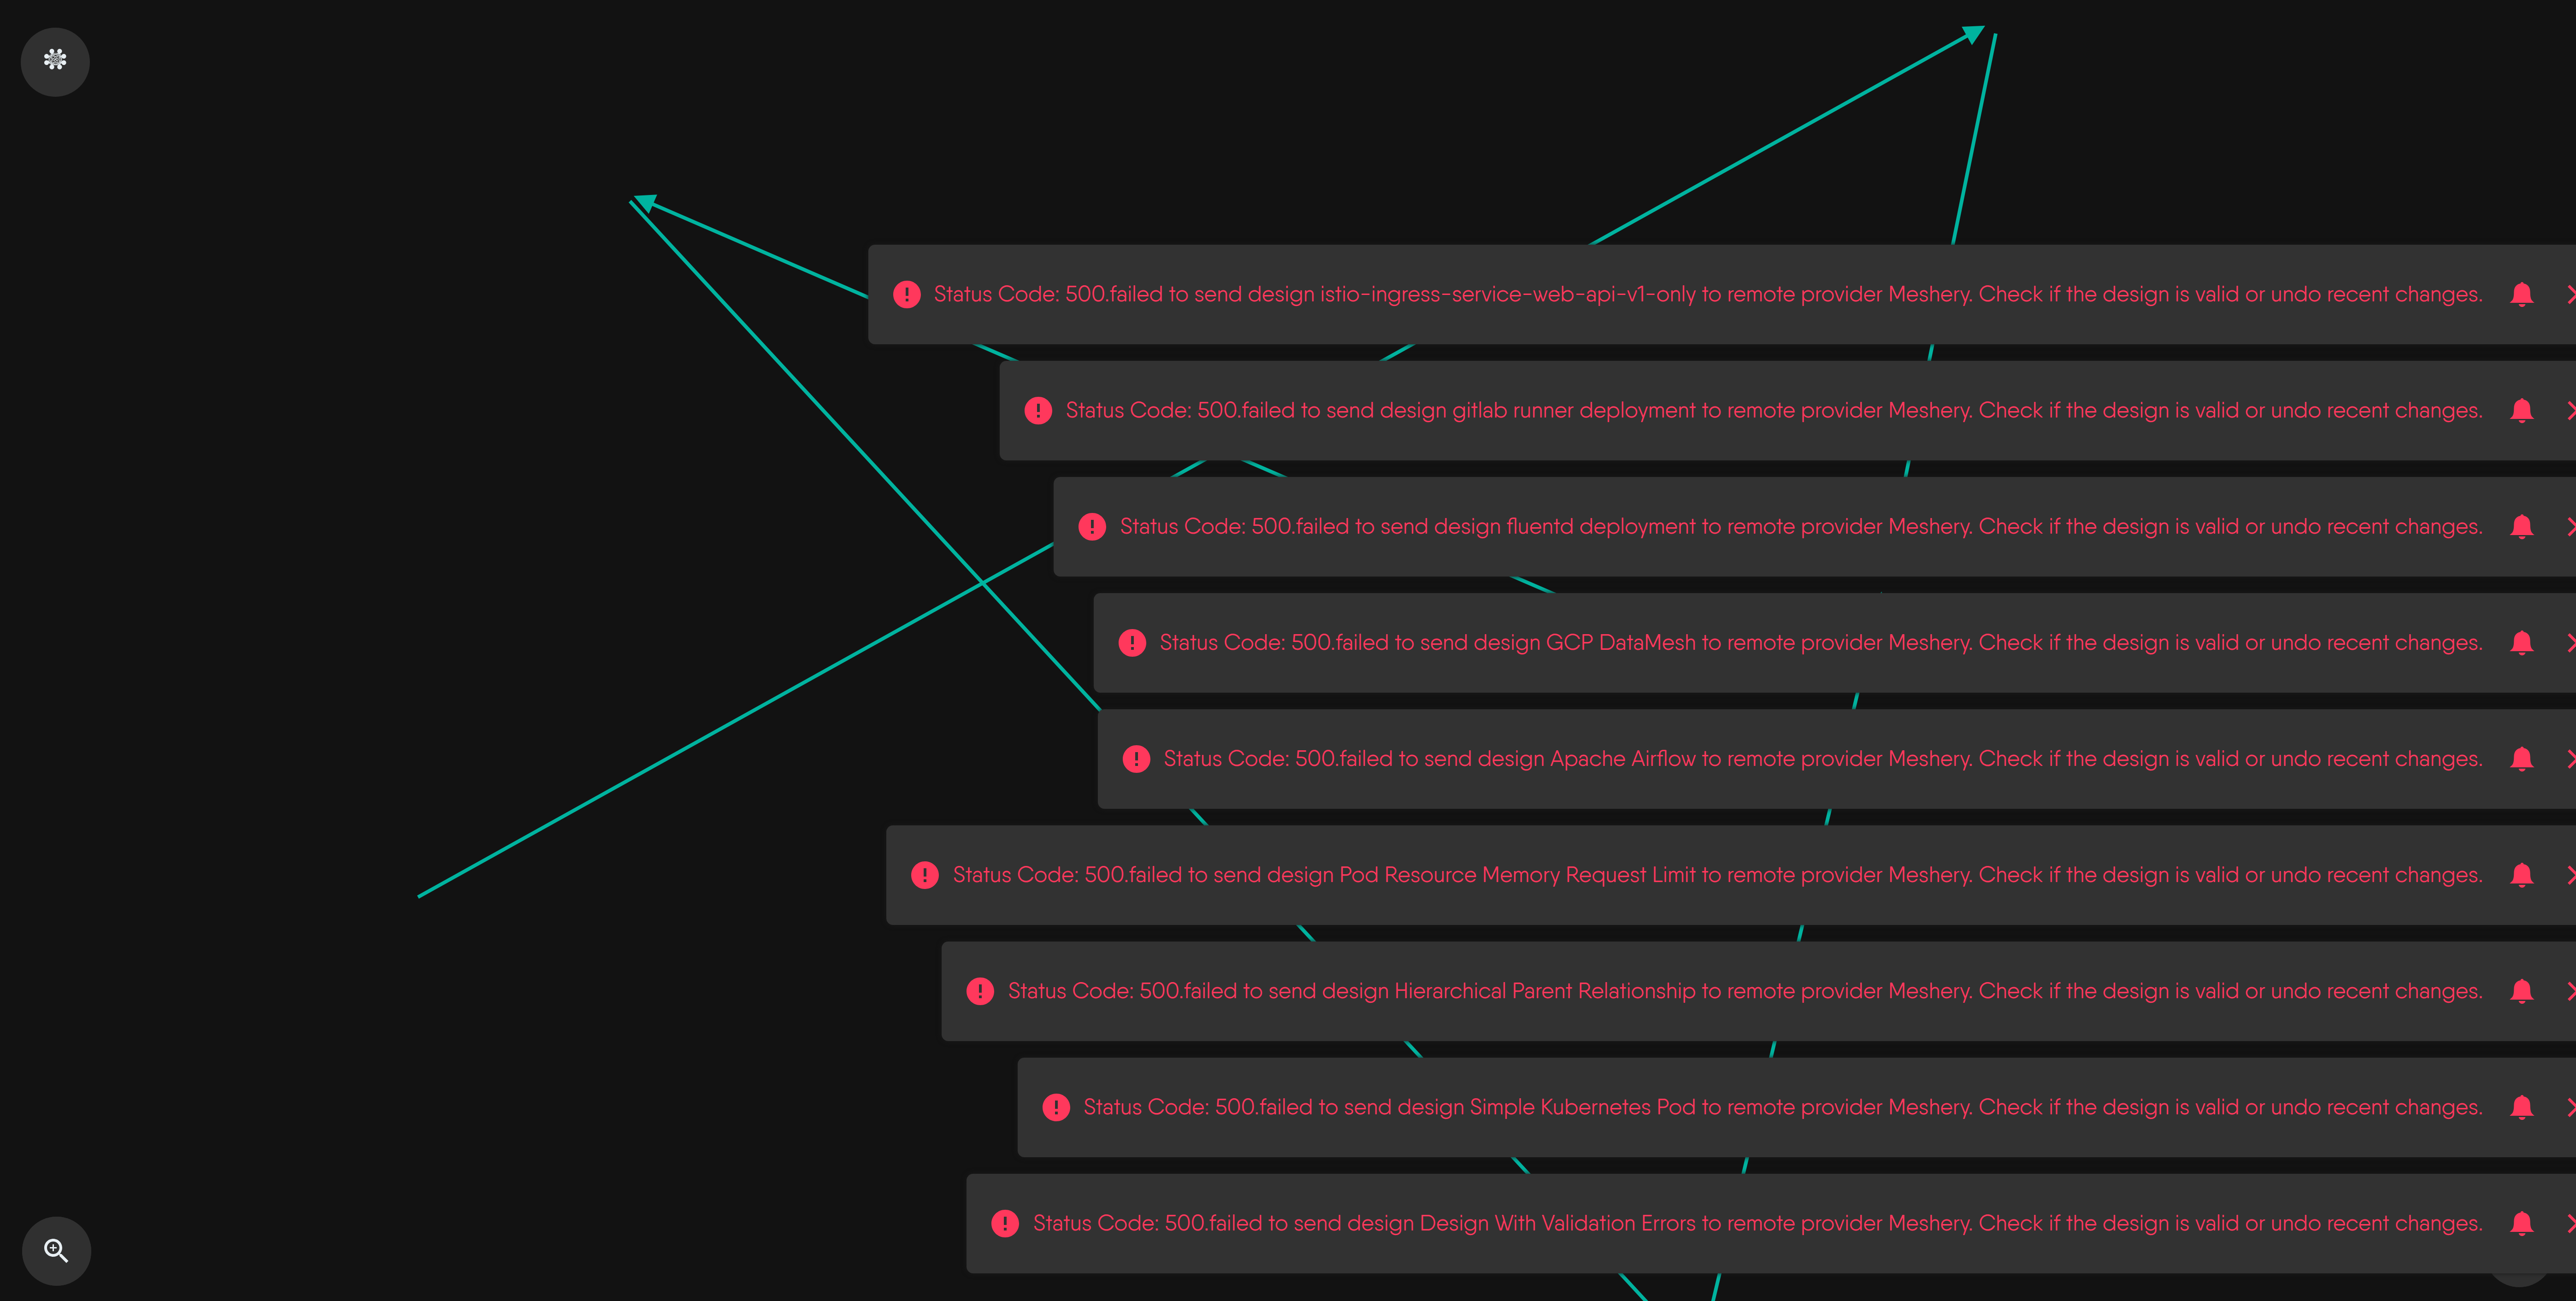 Status Code: 500.failed to send design istio-ingress-service-web-api-v1-only to remote provider Meshery. Check if the design is valid or undo recent changes.
Status Code: 500.failed to send design gitlab runner deployment to remote provider Meshery. Check if the design is valid or undo recent changes.
Status Code: 500.failed to send design fluentd deployment to remote provider Meshery. Check if the design is valid or undo recent changes.
Status Code: 500.failed to send design GCP DataMesh to remote provider Meshery. Check if the design is valid or undo recent changes.
Status Code: 500.failed to send design Apache Airflow to remote provider Meshery. Check if the design is valid or undo recent changes.
Status Code: 500.failed to send design Pod Resource Memory Request Limit to remote provider Meshery. Check if the design is valid or undo recent changes.
Status Code: 500.failed to send design Hierarchical Parent Relationship to remote provider Meshery. Check if the design is valid or undo recent changes.
Status Code: 500.failed to send design Simple Kubernetes Pod to remote provider Meshery. Check if the design is valid or undo recent changes.
Status Code: 500.failed to send design Design With Validation Errors to remote provider Meshery. Check if the design is valid or undo recent changes.